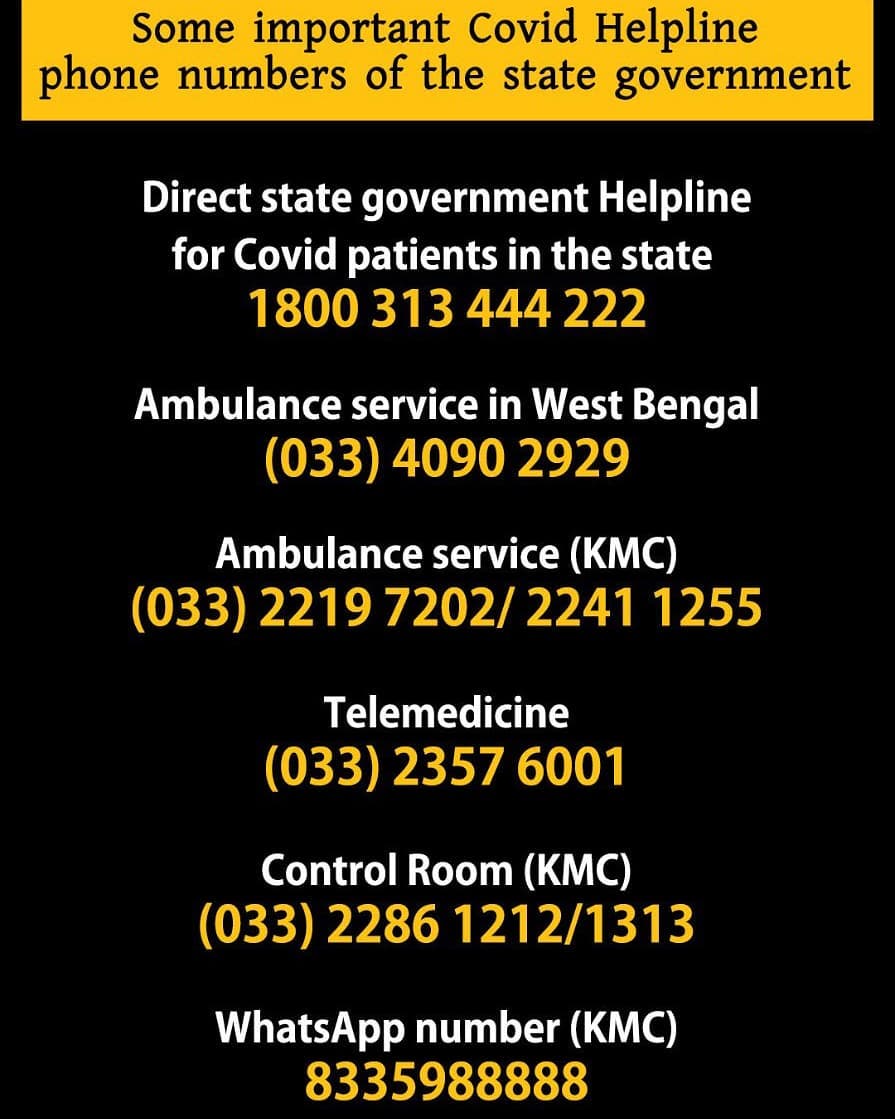 Some important Covid Helpline
phone numbers of the state government
Direct state government Helpline
for Covid patients in the state
1800 313 444 222
Ambulance service in West Bengal
(033) 4090 2929
Ambulance service (KMC)
(033) 2219 7202/ 2241 1255
Telemedicine
(033) 2357 6001
Control Room (KMC)
(033) 2286 1212/1313
WhatsApp number (KMC)
8335988888